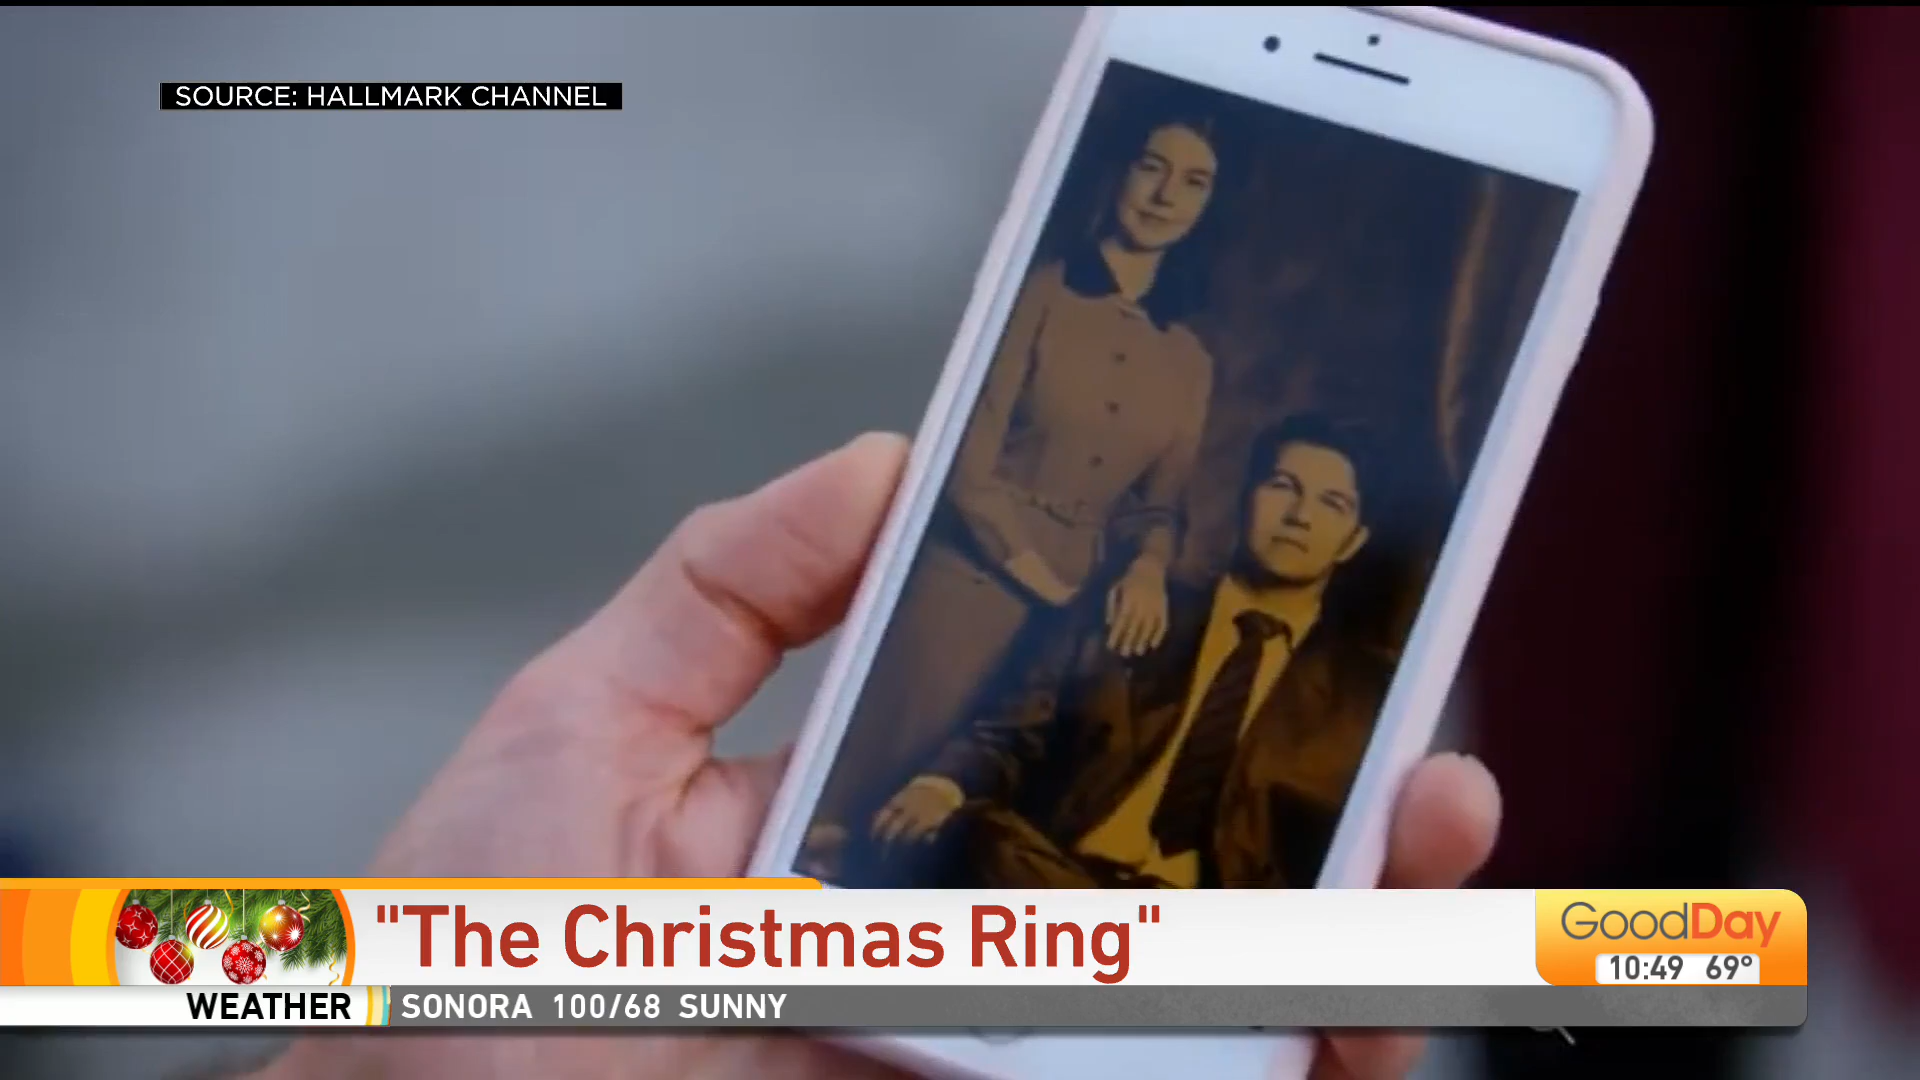 SOURCE: HALLMARK CHANNEL
"The Christmas Ring"
GoodDay
10:49 69°
WEATHER SONORA 100/68 SUNNY